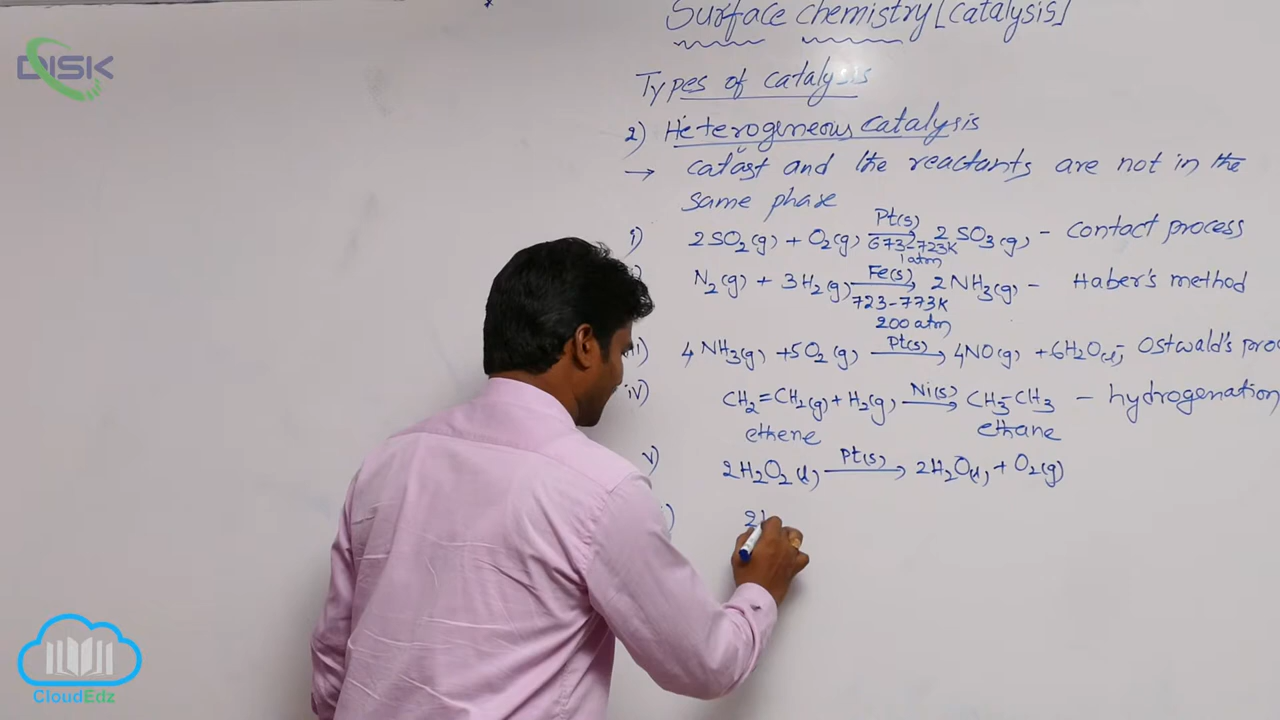 DISK
Surface chemistry [catalysis]
Types of catalysis
2) Heterogeneous catalysis
→ catast and the reactants are not in the
same phase
i) 2SO₂(g) + O₂(g) Pt(s) → 673-723K 1atm 2SO₃(g) - contact process
N₂(g) + 3H₂(g) Fe(s) → 723-773K 200 atm 2NH₃(g) - Haber's method
4NH₃(g) + 5O₂(g) Pt(s) → 4NO(g) + 6H₂O(l) - Ostwald's
iv) CH₂=CH₂(g) + H₂(g) Ni(s) → CH₃-CH₃ - hydrogenation
ethene ethane
v) 2H₂O₂(l) Pt(s) → 2H₂O(l) + O₂(g)
2
CloudEdz